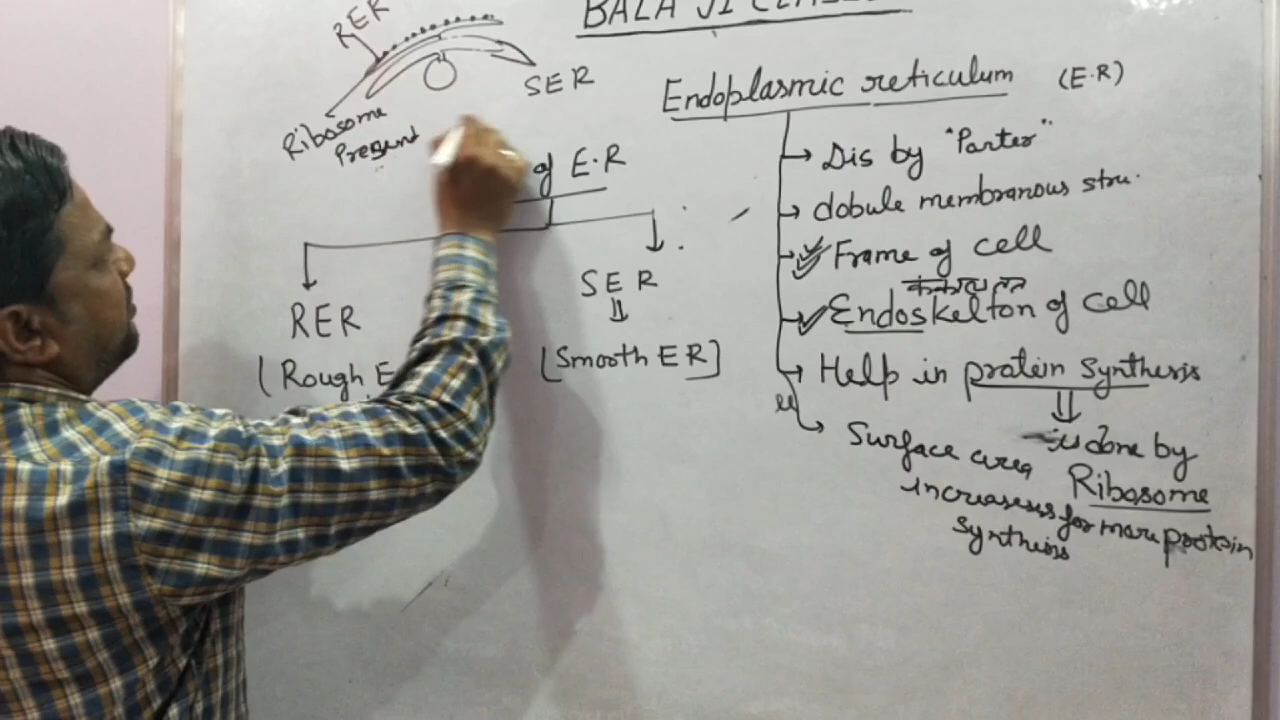 BALA JI
RER
SER
Ribosome
Present
of E.R
RER
(Rough E
SER
[Smooth ER]
Endoplasmic reticulum (E.R)
Dis by "Porter"
dobule membranous stru.
Frame of cell
Endoskelton of cell
Help in protein synthesis
is done by
Ribosome
Surface area
increases for more protein
synthesis